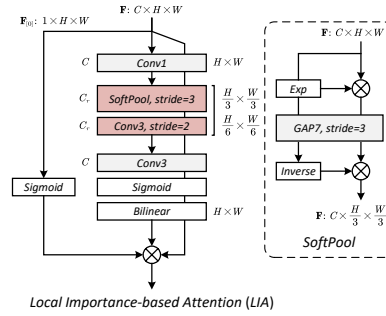 F: C × H × W
F[0]: 1 × H × W
C
Conv1
H × W
Cr
SoftPool, stride=3
H/3 × W/3
Cr
Conv3, stride=2
H/6 × W/6
C
Conv3
Sigmoid
Sigmoid
Bilinear
H × W
Local Importance-based Attention (LIA)
F: C × H × W
Exp
GAP7, stride=3
Inverse
F: C × H/3 × W/3
SoftPool